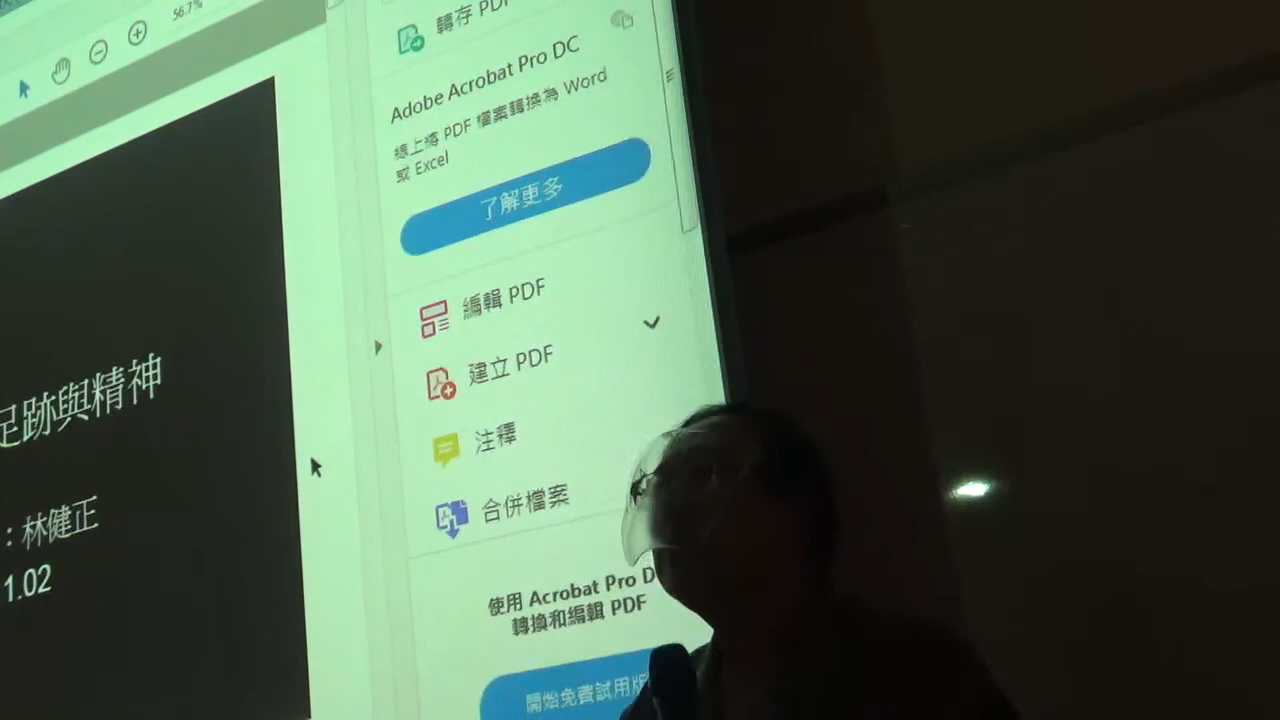 56.7%
轉存 PDF
Adobe Acrobat Pro DC
線上將 PDF 檔案轉換為 Word
或 Excel
了解更多
編輯 PDF
建立 PDF
注釋
合併檔案
使用 Acrobat Pro D
轉換和編輯 PDF
開始免費試用版
足跡與精神
：林健正
1.02